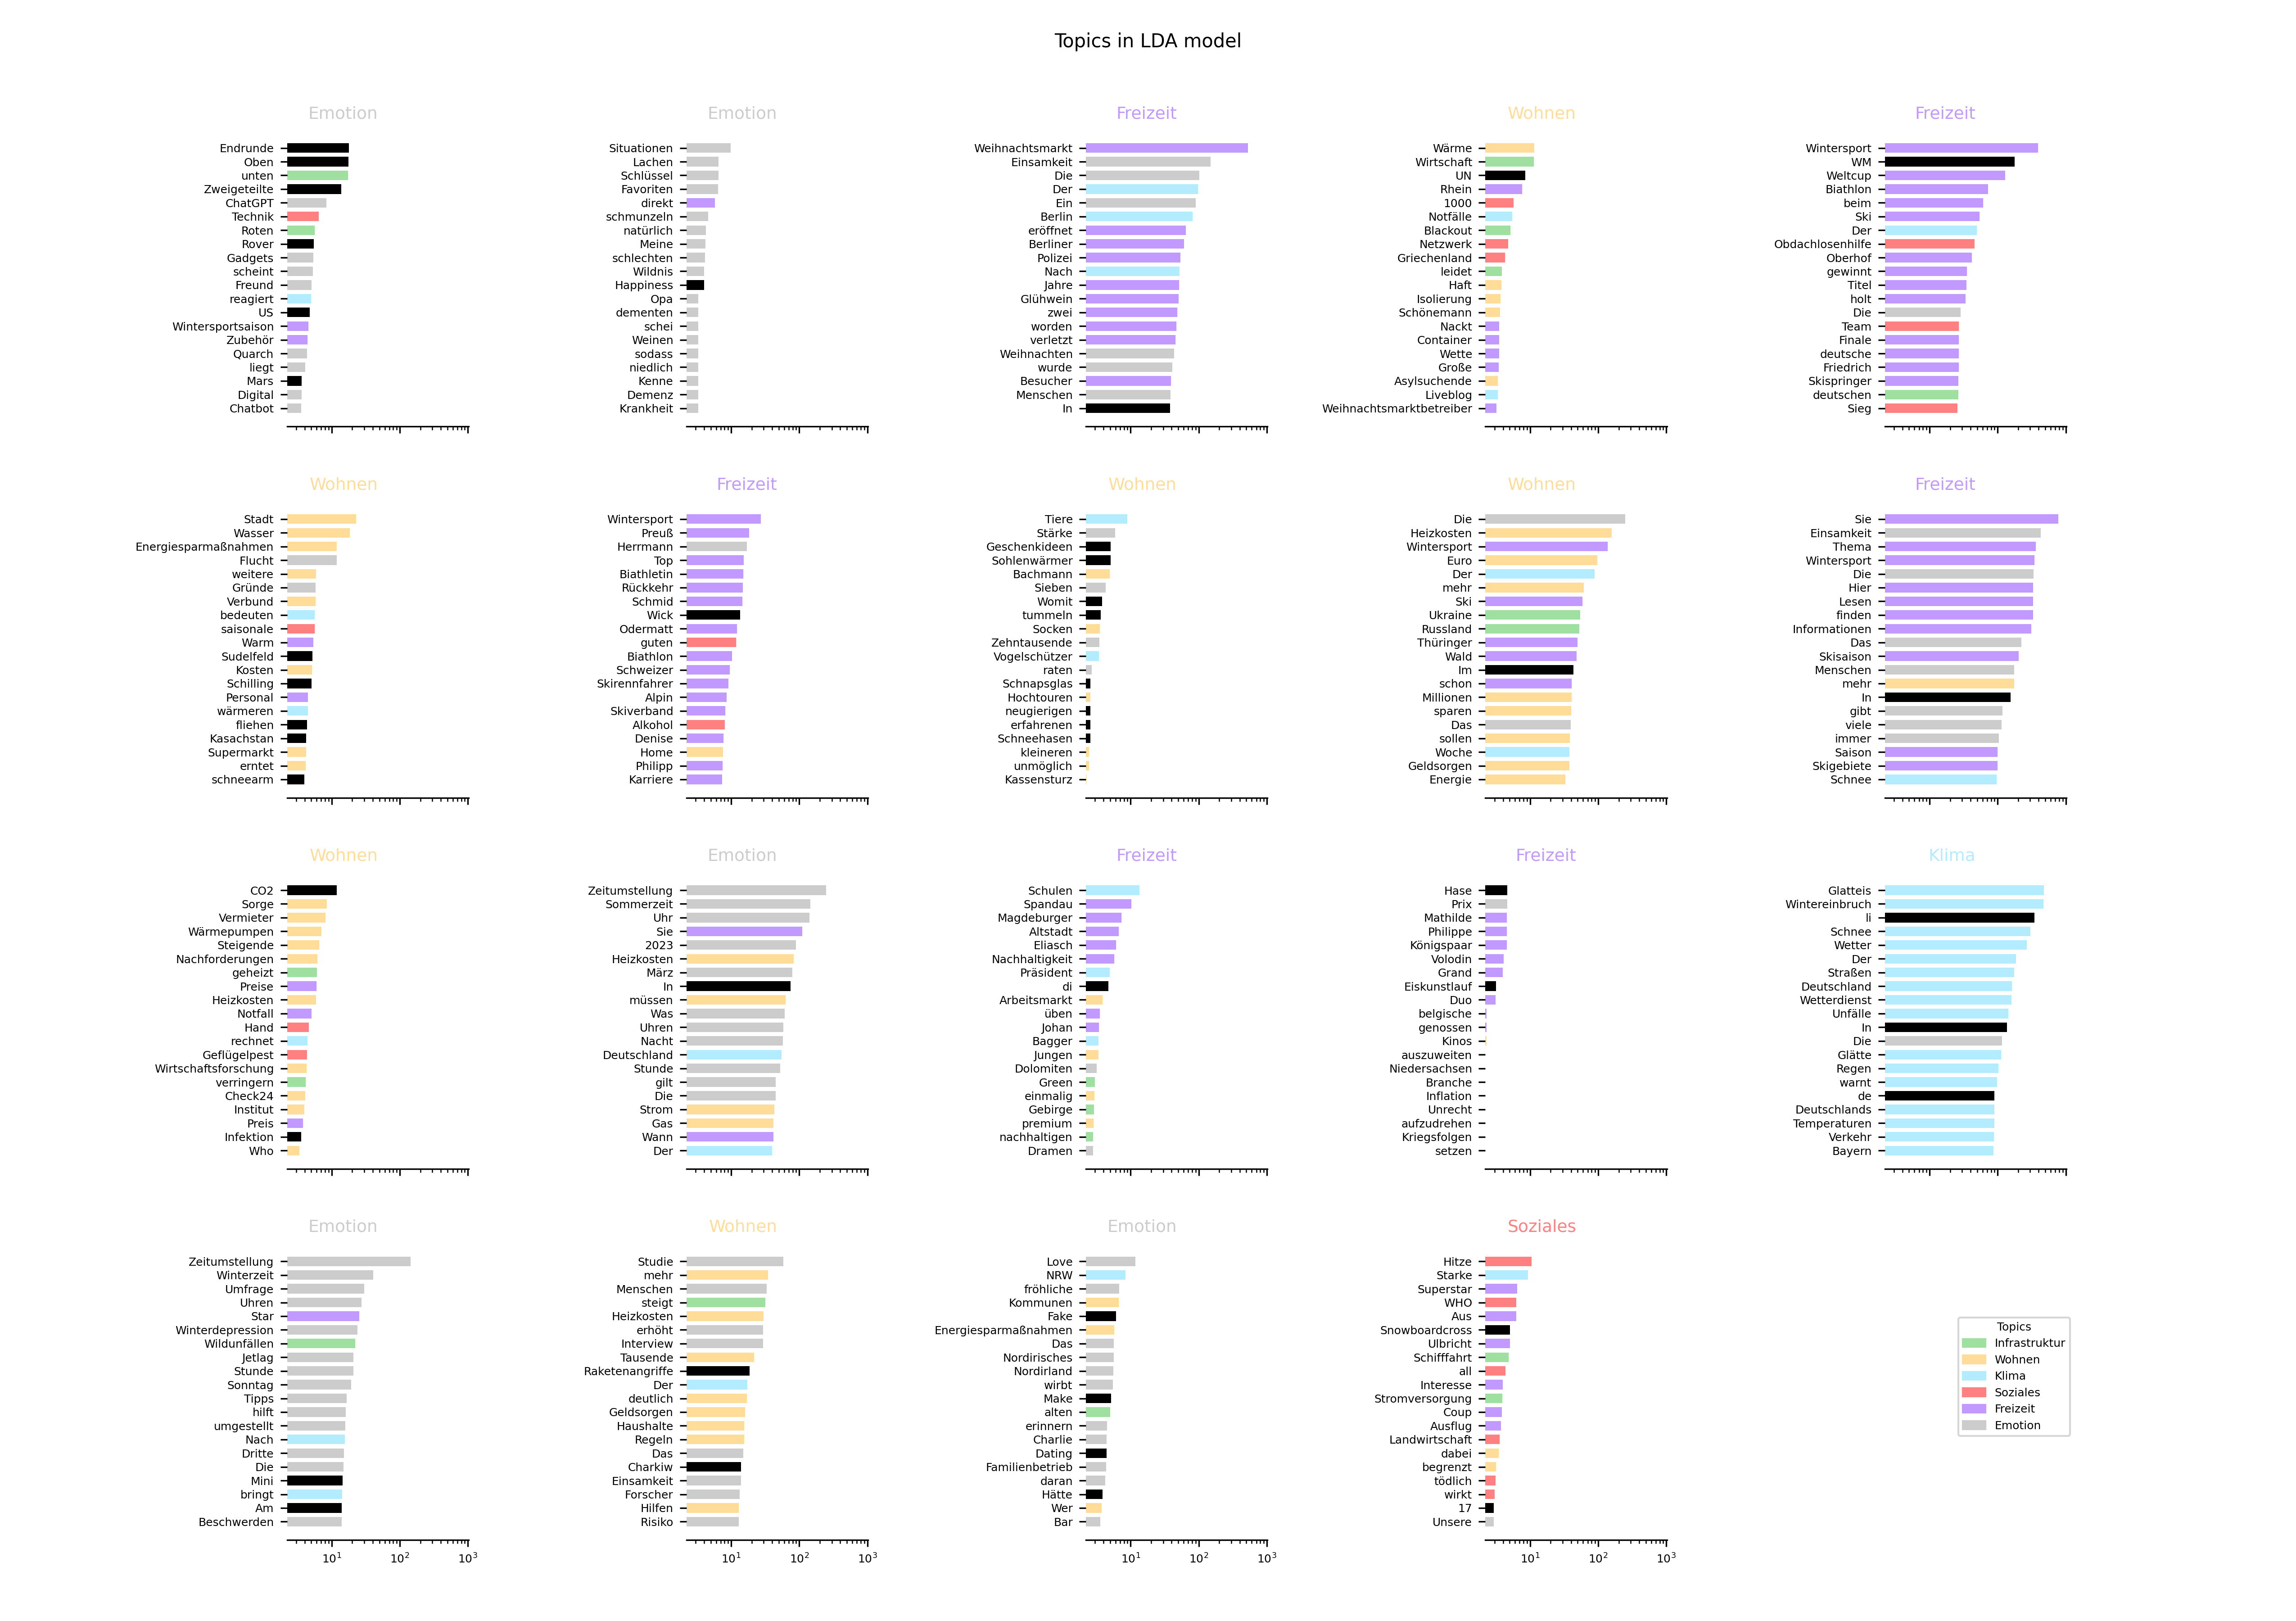 Topics in LDA model
Emotion
Endrunde
Oben
unten
Zweigeteilte
ChatGPT
Technik
Roten
Rover
Gadgets
scheint
Freund
reagiert
US
Wintersportsaison
Zubehör
Quarch
liegt
Mars
Digital
Chatbot
Emotion
Situationen
Lachen
Schlüssel
Favoriten
direkt
schmunzeln
natürlich
Meine
schlechten
Wildnis
Happiness
Opa
dementen
schei
Weinen
sodass
niedlich
Kenne
Demenz
Krankheit
Freizeit
Weihnachtsmarkt
Einsamkeit
Die
Der
Ein
Berlin
eröffnet
Berliner
Polizei
Nach
Jahre
Glühwein
zwei
worden
verletzt
Weihnachten
wurde
Besucher
Menschen
In
Wohnen
Wärme
Wirtschaft
UN
Rhein
1000
Notfälle
Blackout
Netzwerk
Griechenland
leidet
Haft
Isolierung
Schönemann
Nackt
Container
Wette
Große
Asylsuchende
Liveblog
Weihnachtsmarktbetreiber
Freizeit
Wintersport
WM
Weltcup
Biathlon
beim
Ski
Der
Obdachlosenhilfe
Oberhof
gewinnt
Titel
holt
Die
Team
Finale
deutsche
Friedrich
Skispringer
deutschen
Sieg
Wohnen
Stadt
Wasser
Energiesparmaßnahmen
Flucht
weitere
Gründe
Verbund
bedeuten
saisonale
Warm
Sudelfeld
Kosten
Schilling
Personal
wärmeren
fliehen
Kasachstan
Supermarkt
erntet
schneearm
Freizeit
Wintersport
Preuß
Herrmann
Top
Biathletin
Rückkehr
Schmid
Wick
Odermatt
guten
Biathlon
Schweizer
Skirennfahrer
Alpin
Skiverband
Alkohol
Denise
Home
Philipp
Karriere
Wohnen
Tiere
Stärke
Geschenkideen
Sohlenwärmer
Bachmann
Sieben
Womit
tummeln
Socken
Zehntausende
Vogelschützer
raten
Schnapsglas
Hochtouren
neugierigen
erfahrenen
Schneehasen
kleineren
unmöglich
Kassensturz
Wohnen
Die
Heizkosten
Wintersport
Euro
Der
mehr
Ski
Ukraine
Russland
Thüringer
Wald
Im
schon
Millionen
sparen
Das
sollen
Woche
Geldsorgen
Energie
Freizeit
Sie
Einsamkeit
Thema
Wintersport
Die
Hier
Lesen
finden
Informationen
Das
Skisaison
Menschen
mehr
In
gibt
viele
immer
Saison
Skigebiete
Schnee
Wohnen
CO2
Sorge
Vermieter
Wärmepumpen
Steigende
Nachforderungen
geheizt
Preise
Heizkosten
Notfall
Hand
rechnet
Geflügelpest
Wirtschaftsforschung
verringern
Check24
Institut
Preis
Infektion
Who
Emotion
Zeitumstellung
Sommerzeit
Uhr
Sie
2023
Heizkosten
März
In
müssen
Was
Uhren
Nacht
Deutschland
Stunde
gilt
Die
Strom
Gas
Wann
Der
Freizeit
Schulen
Spandau
Magdeburger
Altstadt
Eliasch
Nachhaltigkeit
Präsident
di
Arbeitsmarkt
üben
Johan
Bagger
Jungen
Dolomiten
Green
einmalig
Gebirge
premium
nachhaltigen
Dramen
Freizeit
Hase
Prix
Mathilde
Philippe
Königspaar
Volodin
Grand
Eiskunstlauf
Duo
belgische
genossen
Kinos
auszuweiten
Niedersachsen
Branche
Inflation
Unrecht
aufzudrehen
Kriegsfolgen
setzen
Klima
Glatteis
Wintereinbruch
li
Schnee
Wetter
Der
Straßen
Deutschland
Wetterdienst
Unfälle
In
Die
Glätte
Regen
warnt
de
Deutschlands
Temperaturen
Verkehr
Bayern
Emotion
Zeitumstellung
Winterzeit
Umfrage
Uhren
Star
Winterdepression
Wildunfällen
Jetlag
Stunde
Sonntag
Tipps
hilft
umgestellt
Nach
Dritte
Die
Mini
bringt
Am
Beschwerden
10¹ 10² 10³
Wohnen
Studie
mehr
Menschen
steigt
Heizkosten
erhöht
Interview
Tausende
Raketenangriffe
Der
deutlich
Geldsorgen
Haushalte
Regeln
Das
Charkiw
Einsamkeit
Forscher
Hilfen
Risiko
10¹ 10² 10³
Emotion
Love
NRW
fröhliche
Kommunen
Fake
Energiesparmaßnahmen
Das
Nordirisches
Nordirland
wirbt
Make
alten
erinnern
Charlie
Dating
Familienbetrieb
daran
Hätte
Wer
Bar
10¹ 10² 10³
Soziales
Hitze
Starke
Superstar
WHO
Aus
Snowboardcross
Ulbricht
Schifffahrt
all
Interesse
Stromversorgung
Coup
Ausflug
Landwirtschaft
dabei
begrenzt
tödlich
wirkt
17
Unsere
10¹ 10² 10³
Topics
Infrastruktur
Wohnen
Klima
Soziales
Freizeit
Emotion